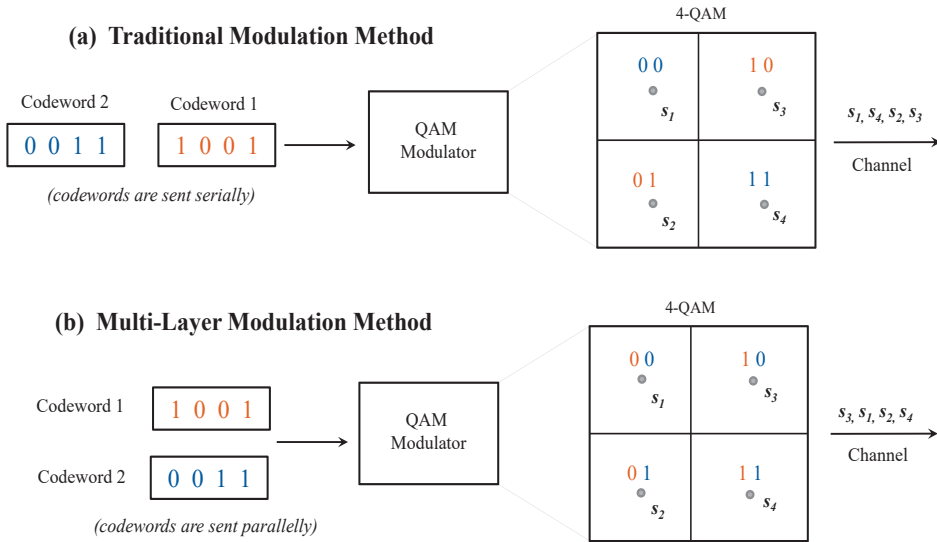 (a) Traditional Modulation Method
4-QAM
Codeword 2
Codeword 1
0 0 1 1
1 0 0 1
(codewords are sent serially)
QAM
Modulator
0 0
s1
1 0
s3
0 1
s2
1 1
s4
s1, s4, s2, s3
Channel
(b) Multi-Layer Modulation Method
4-QAM
Codeword 1
1 0 0 1
Codeword 2
0 0 1 1
(codewords are sent parallelly)
QAM
Modulator
0 0
s1
1 0
s3
0 1
s2
1 1
s4
s3, s1, s2, s4
Channel